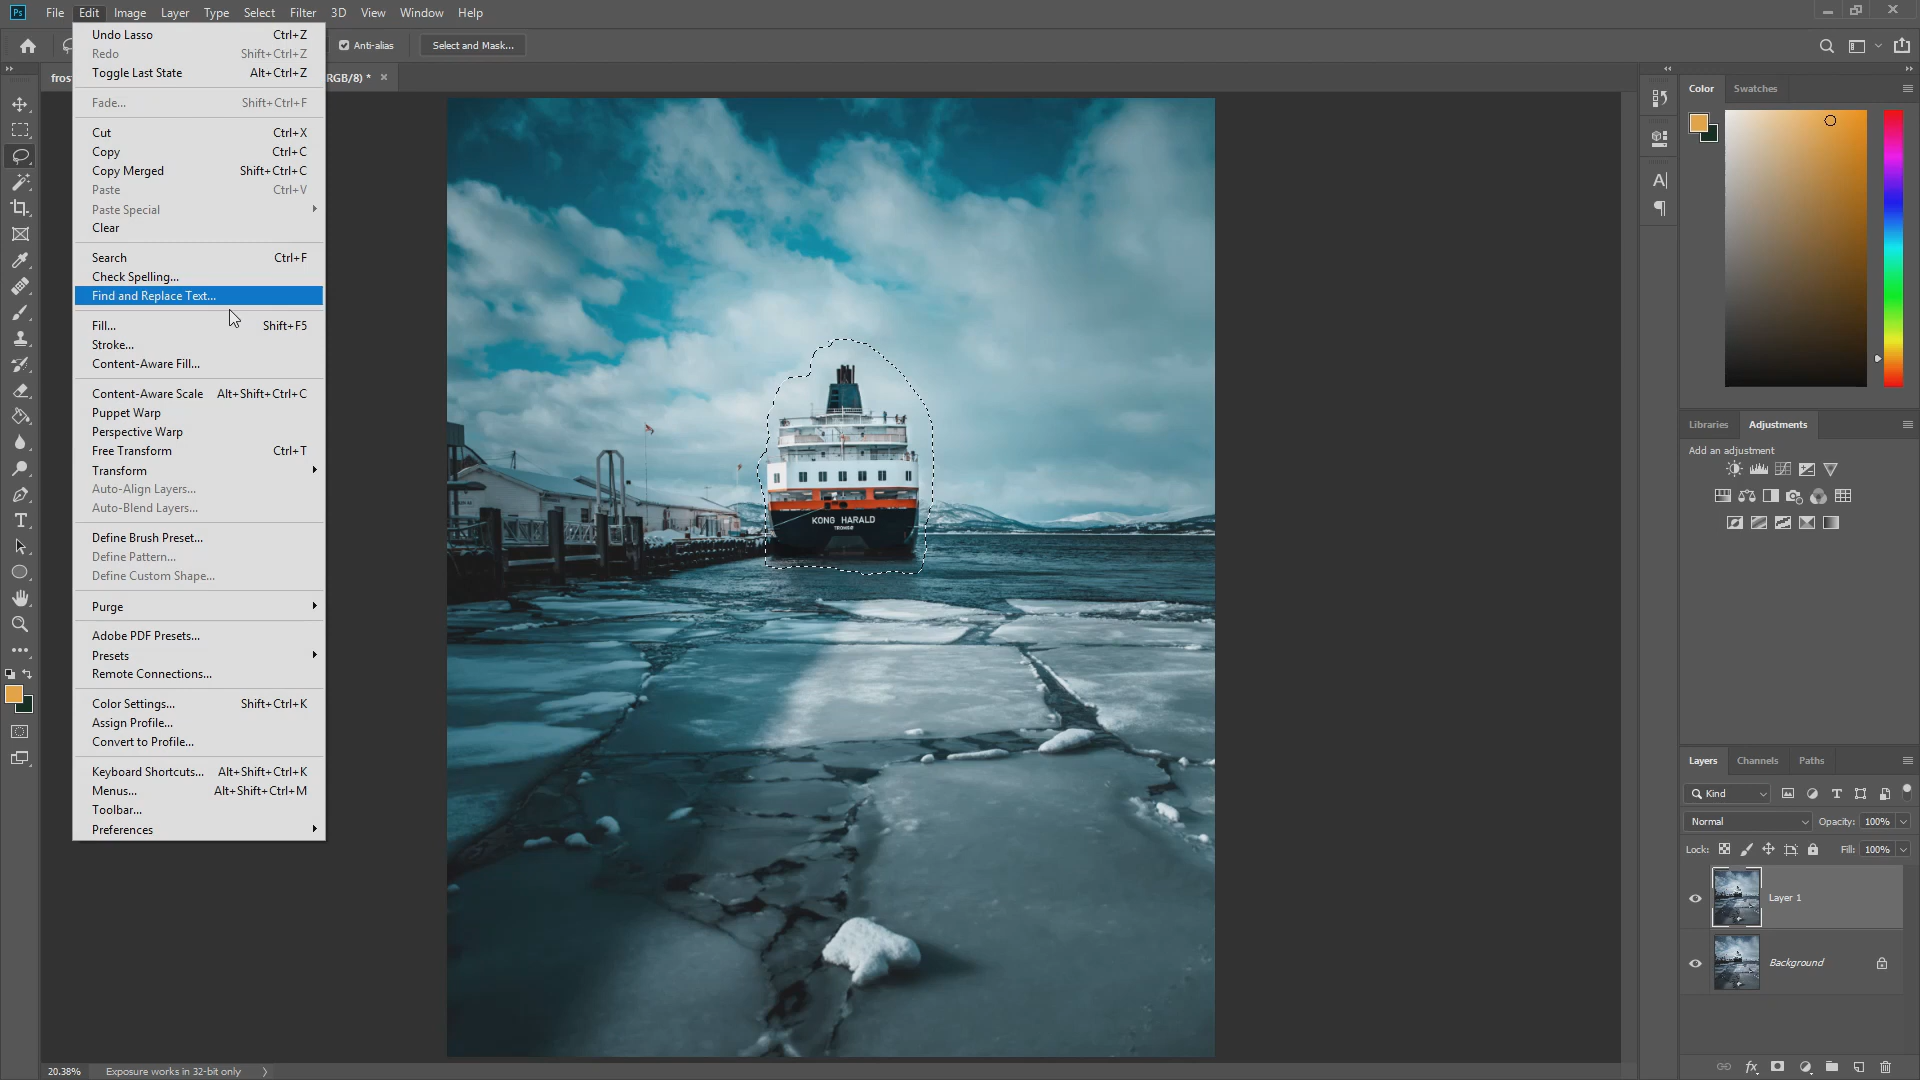 Ps File Edit Image Layer Type Select Filter 3D View Window Help
Anti-alias Select and Mask...
RGB/8) * ×
Undo Lasso Ctrl+Z
Redo Shift+Ctrl+Z
Toggle Last State Alt+Ctrl+Z
Fade... Shift+Ctrl+F
Cut Ctrl+X
Copy Ctrl+C
Copy Merged Shift+Ctrl+C
Paste Ctrl+V
Paste Special
Clear
Search Ctrl+F
Check Spelling...
Find and Replace Text...
Fill... Shift+F5
Stroke...
Content-Aware Fill...
Content-Aware Scale Alt+Shift+Ctrl+C
Puppet Warp
Perspective Warp
Free Transform Ctrl+T
Transform
Auto-Align Layers...
Auto-Blend Layers...
Define Brush Preset...
Define Pattern...
Define Custom Shape...
Purge
Adobe PDF Presets...
Presets
Remote Connections...
Color Settings... Shift+Ctrl+K
Assign Profile...
Convert to Profile...
Keyboard Shortcuts... Alt+Shift+Ctrl+K
Menus... Alt+Shift+Ctrl+M
Toolbar...
Preferences
KONG HARALD
TROMSØ
Color Swatches
Libraries Adjustments
Add an adjustment
Layers Channels Paths
Kind
Normal Opacity: 100%
Lock: Fill: 100%
Layer 1
Background
20.38% Exposure works in 32-bit only